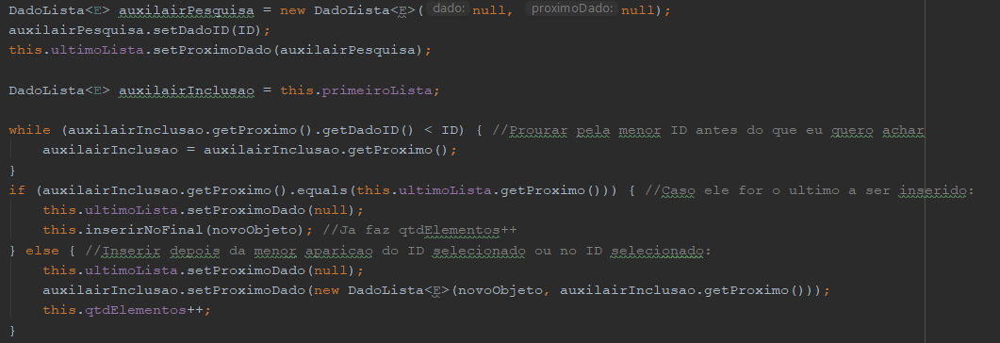 DadoLista<E> auxilairPesquisa = new DadoLista<E>( dado: null, proximoDado: null);
auxilairPesquisa.setDadoID(ID);
this.ultimoLista.setProximoDado(auxilairPesquisa);
DadoLista<E> auxilairInclusao = this.primeiroLista;
while (auxilairInclusao.getProximo().getDadoID() < ID) { //Prourar pela menor ID antes do que eu quero achar
auxilairInclusao = auxilairInclusao.getProximo();
}
if (auxilairInclusao.getProximo().equals(this.ultimoLista.getProximo())) { //Caso ele for o ultimo a ser inserido:
this.ultimoLista.setProximoDado(null);
this.inserirNoFinal(novoObjeto); //Ja faz qtdElementos++
} else { //Inserir depois da menor aparicao do ID selecionado ou no ID selecionado:
this.ultimoLista.setProximoDado(null);
auxilairInclusao.setProximoDado(new DadoLista<E>(novoObjeto, auxilairInclusao.getProximo()));
this.qtdElementos++;
}